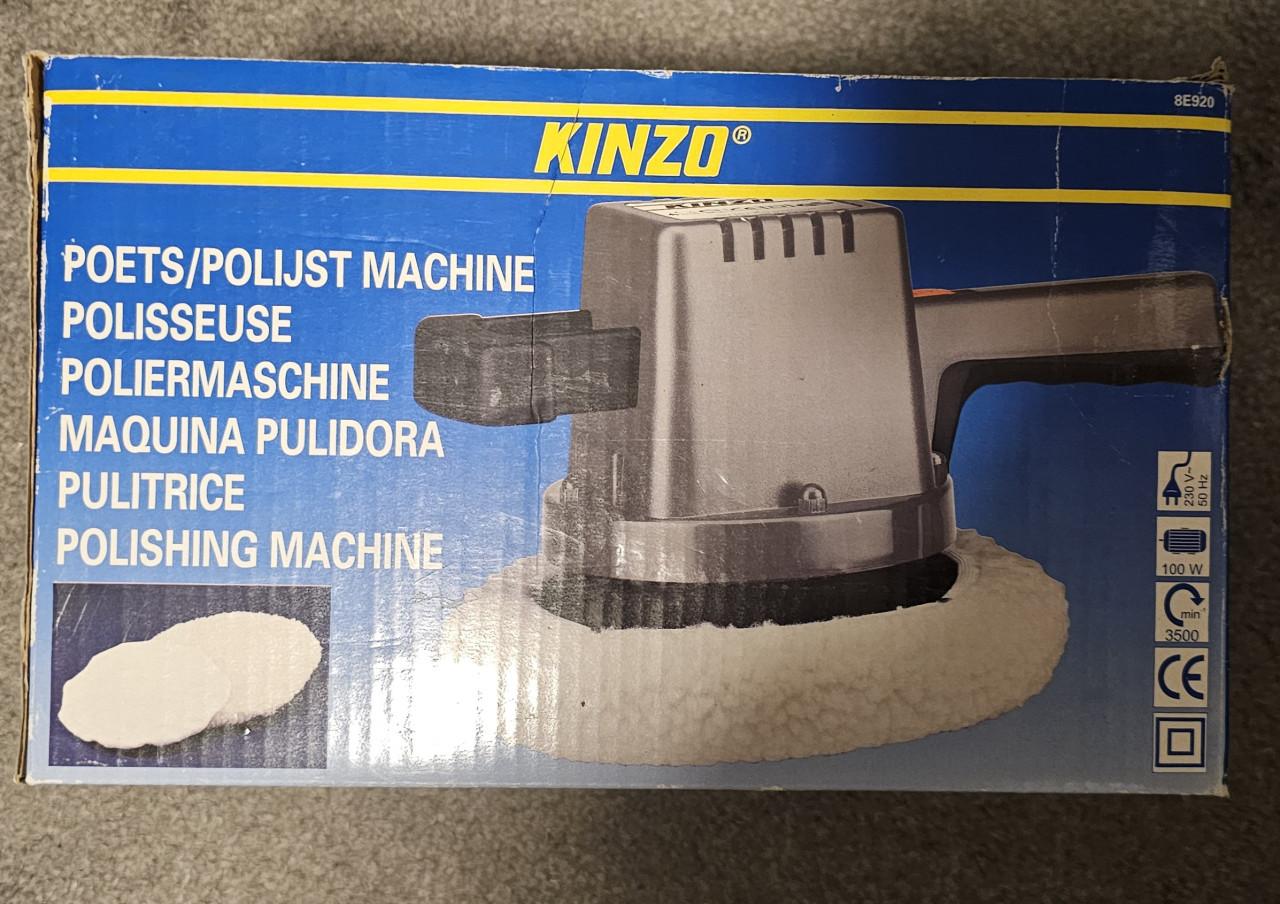 8E920
KINZO®
KINZO
POETS/POLIJST MACHINE
POLISSEUSE
POLIERMASCHINE
MAQUINA PULIDORA
PULITRICE
POLISHING MACHINE
230 V~
50 Hz
100 W
min⁻¹
3500
CE